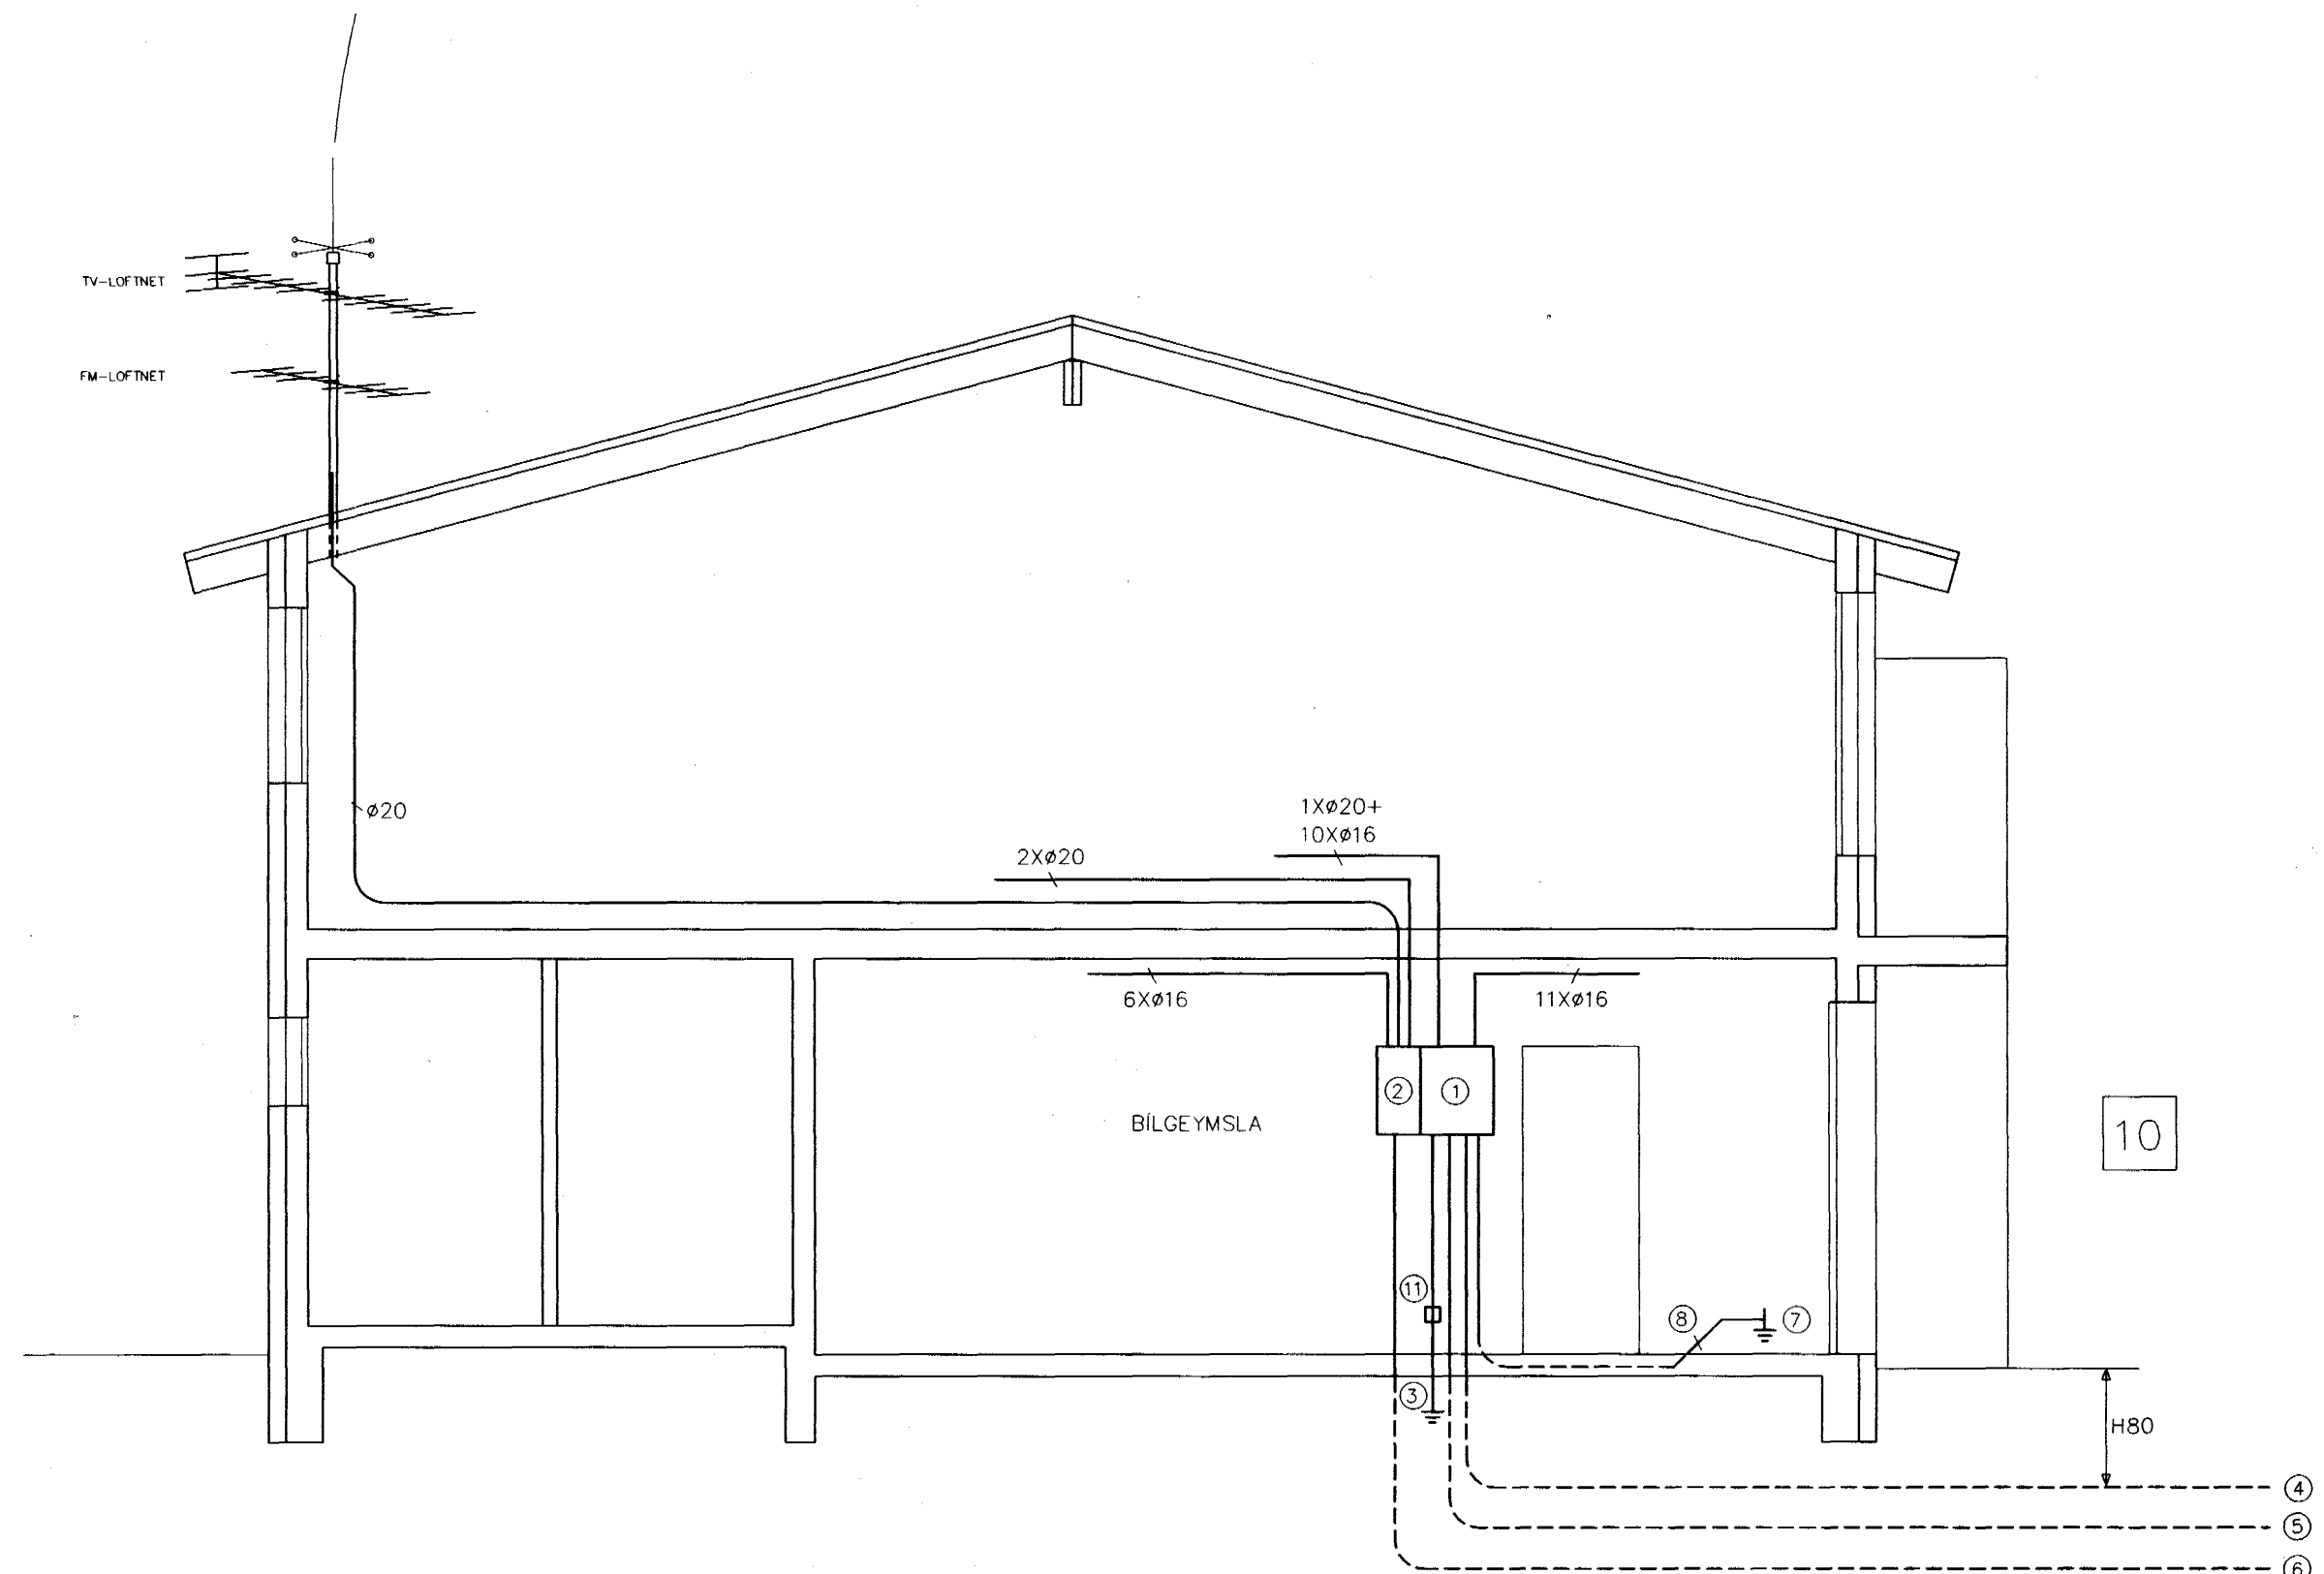 TV-LOFTNET
FM-LOFTNET
ø20
1Xø20+
10Xø16
2Xø20
6Xø16
11Xø16
2
1
BÍLGEYMSLA
10
11
8
7
3
H80
4
5
6